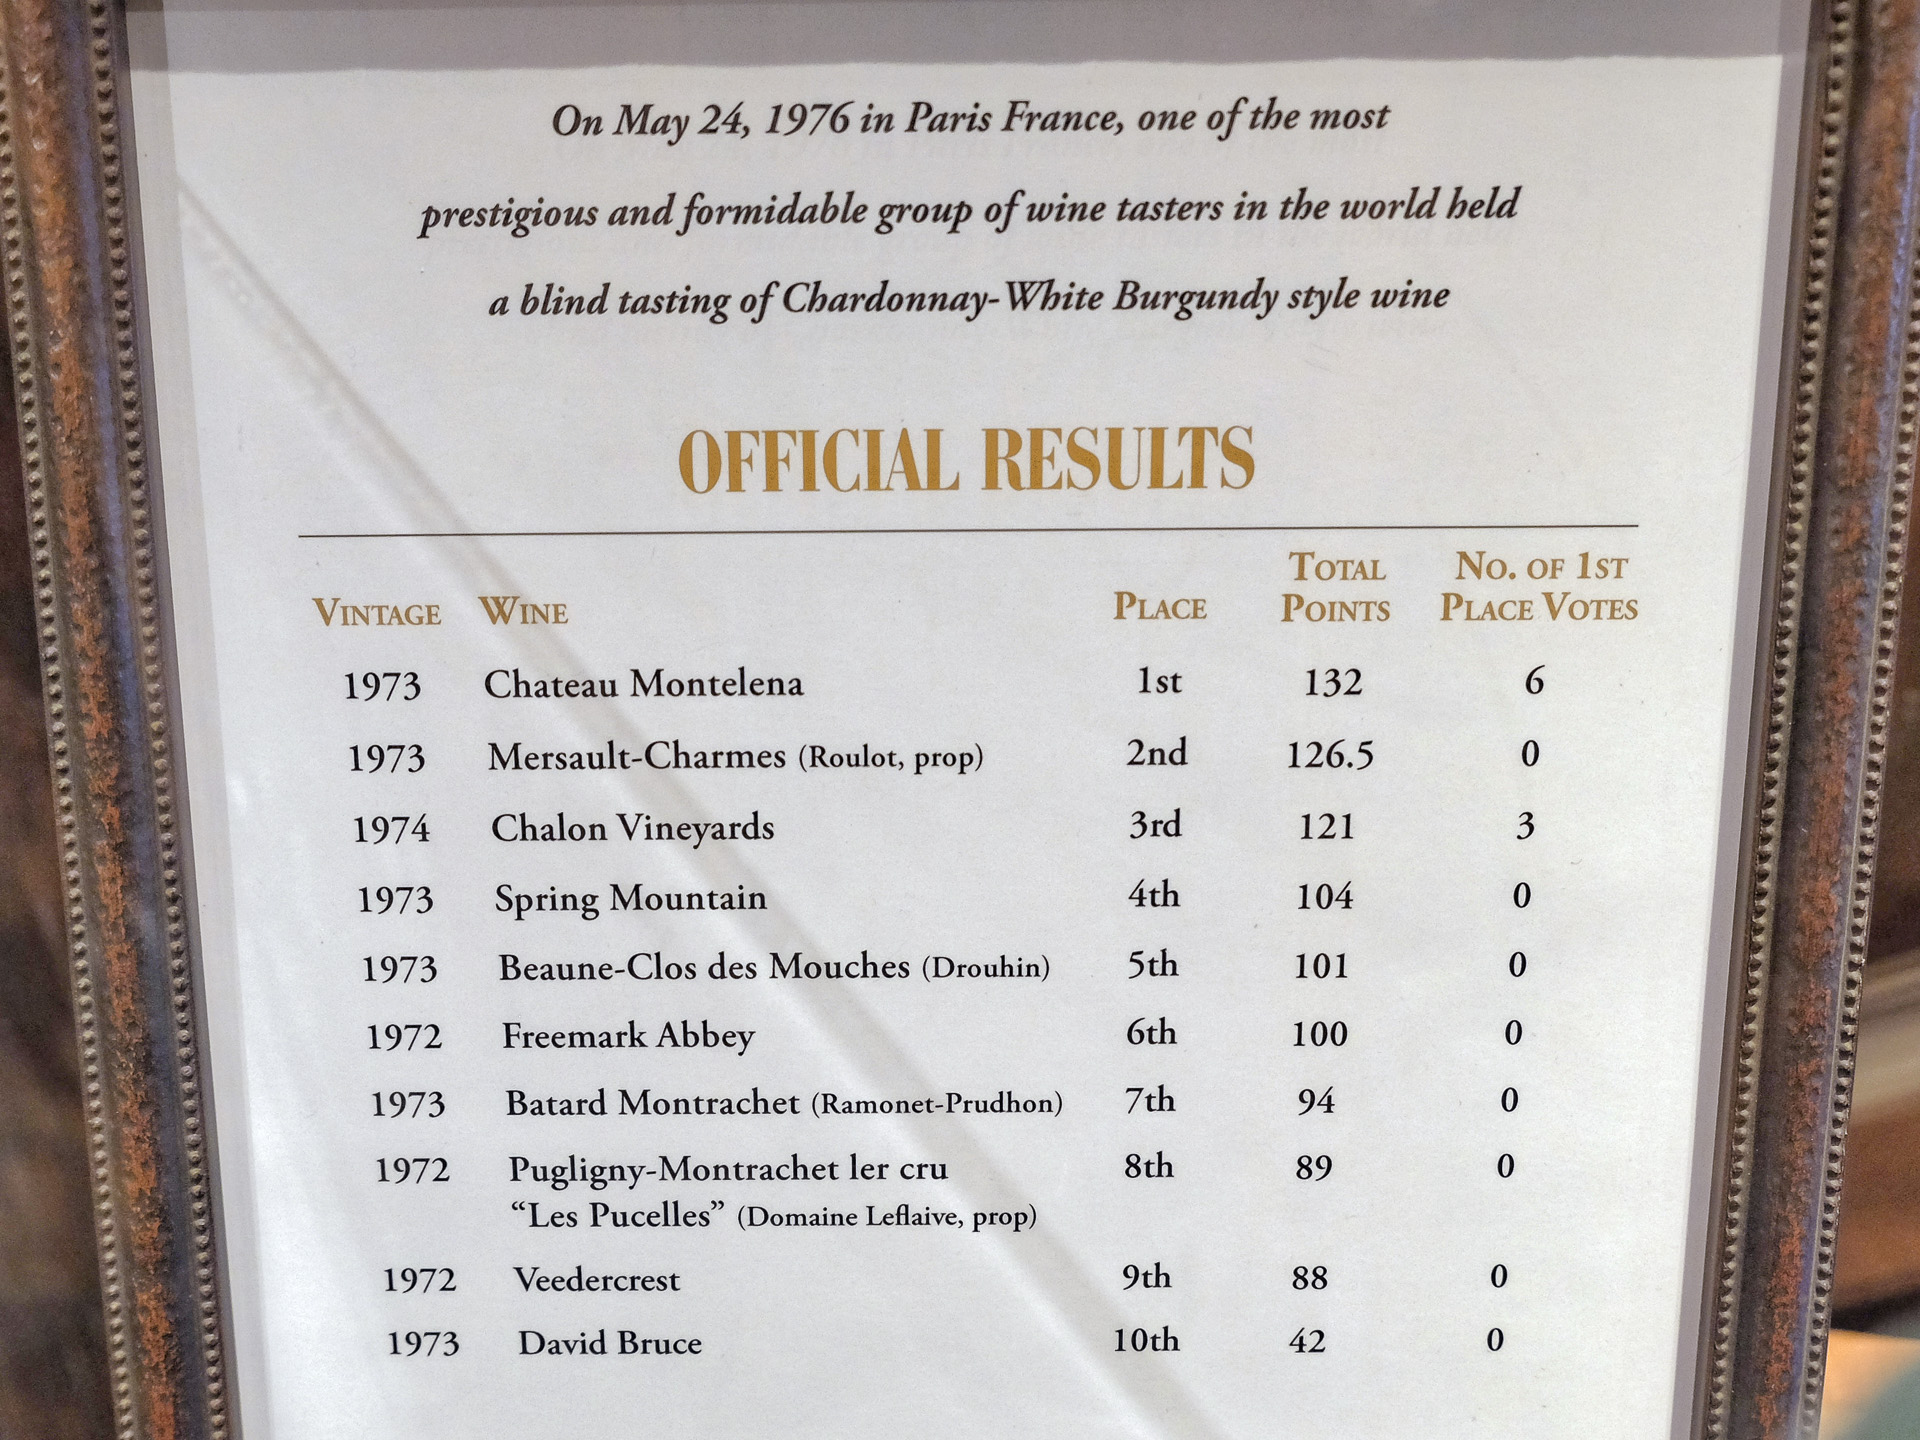 On May 24, 1976 in Paris France, one of the most
prestigious and formidable group of wine tasters in the world held
a blind tasting of Chardonnay-White Burgundy style wine
OFFICIAL RESULTS
VINTAGE WINE PLACE TOTAL POINTS NO. OF 1ST PLACE VOTES
1973 Chateau Montelena 1st 132 6
1973 Mersault-Charmes (Roulot, prop) 2nd 126.5 0
1974 Chalon Vineyards 3rd 121 3
1973 Spring Mountain 4th 104 0
1973 Beaune-Clos des Mouches (Drouhin) 5th 101 0
1972 Freemark Abbey 6th 100 0
1973 Batard Montrachet (Ramonet-Prudhon) 7th 94 0
1972 Pugligny-Montrachet ler cru 8th 89 0
“Les Pucelles” (Domaine Leflaive, prop)
1972 Veedercrest 9th 88 0
1973 David Bruce 10th 42 0